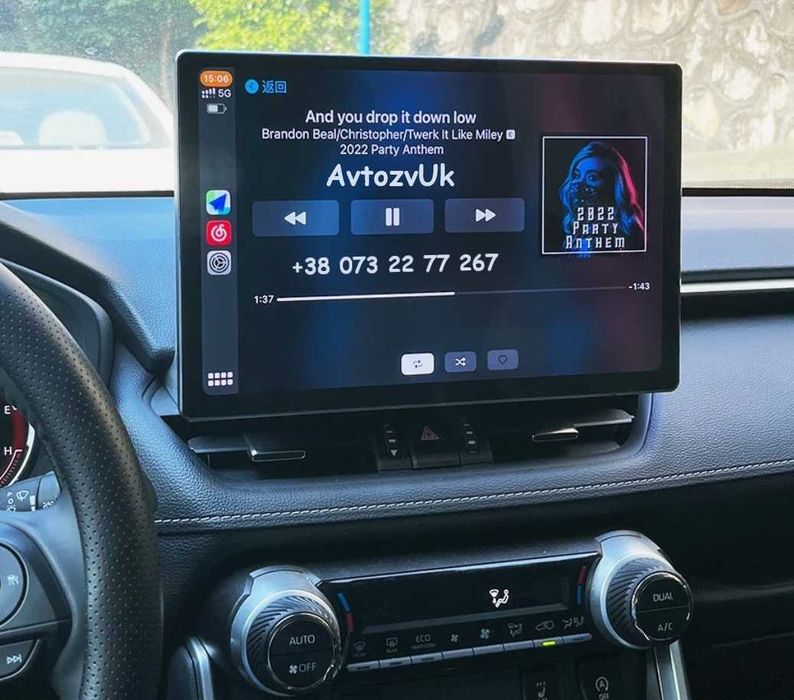 15:06
5G
返回
And you drop it down low
Brandon Beal/Christopher/Twerk It Like Miley E
2022 Party Anthem
AvtozvUk
2022
PARTY
ANTHEM
+38 073 22 77 267
1:37
-1:43
E
H
AUTO
OFF
ECO
DUAL
A/C
OFF